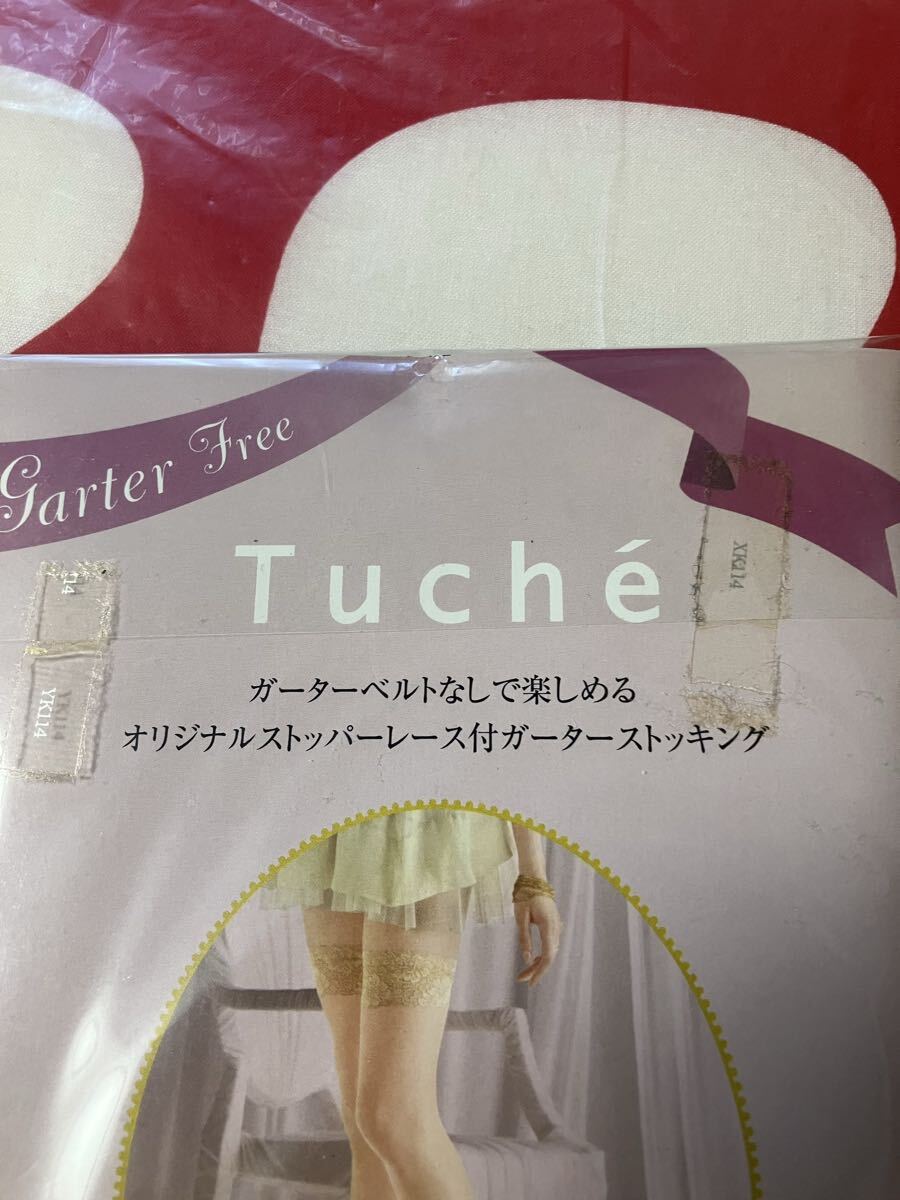 Garter Free
Tuché
XK114
114
YK114
YK114
ガーターベルトなしで楽しめる
オリジナルストッパーレース付ガーターストッキング